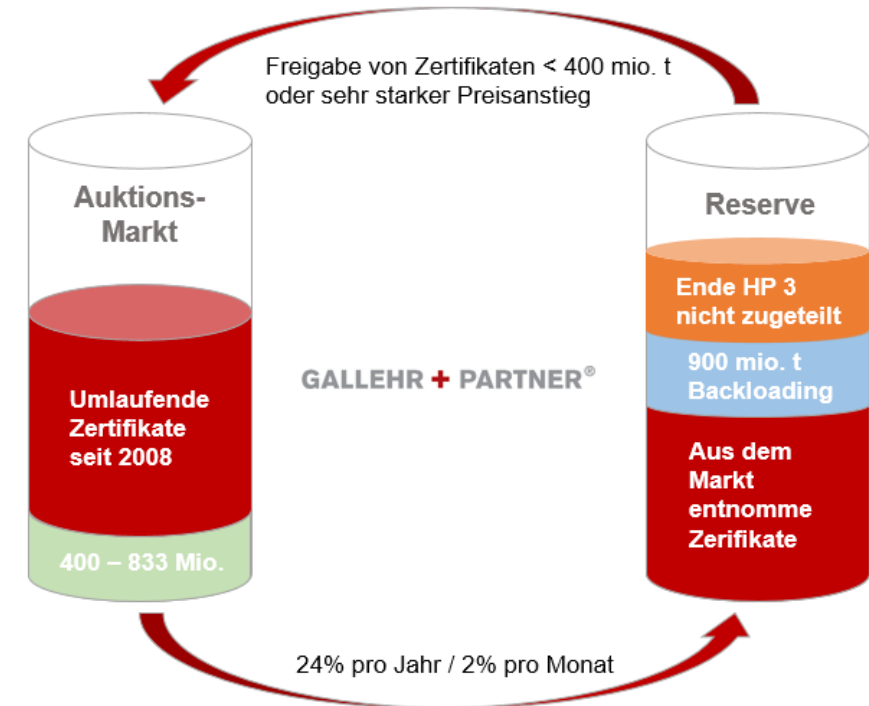 Freigabe von Zertifikaten < 400 mio. t
oder sehr starker Preisanstieg
Auktions-
Markt
Umlaufende
Zertifikate
seit 2008
400 – 833 Mio.
GALLEHR + PARTNER®
Reserve
Ende HP 3
nicht zugeteilt
900 mio. t
Backloading
Aus dem
Markt
entnomme
Zerifikate
24% pro Jahr / 2% pro Monat